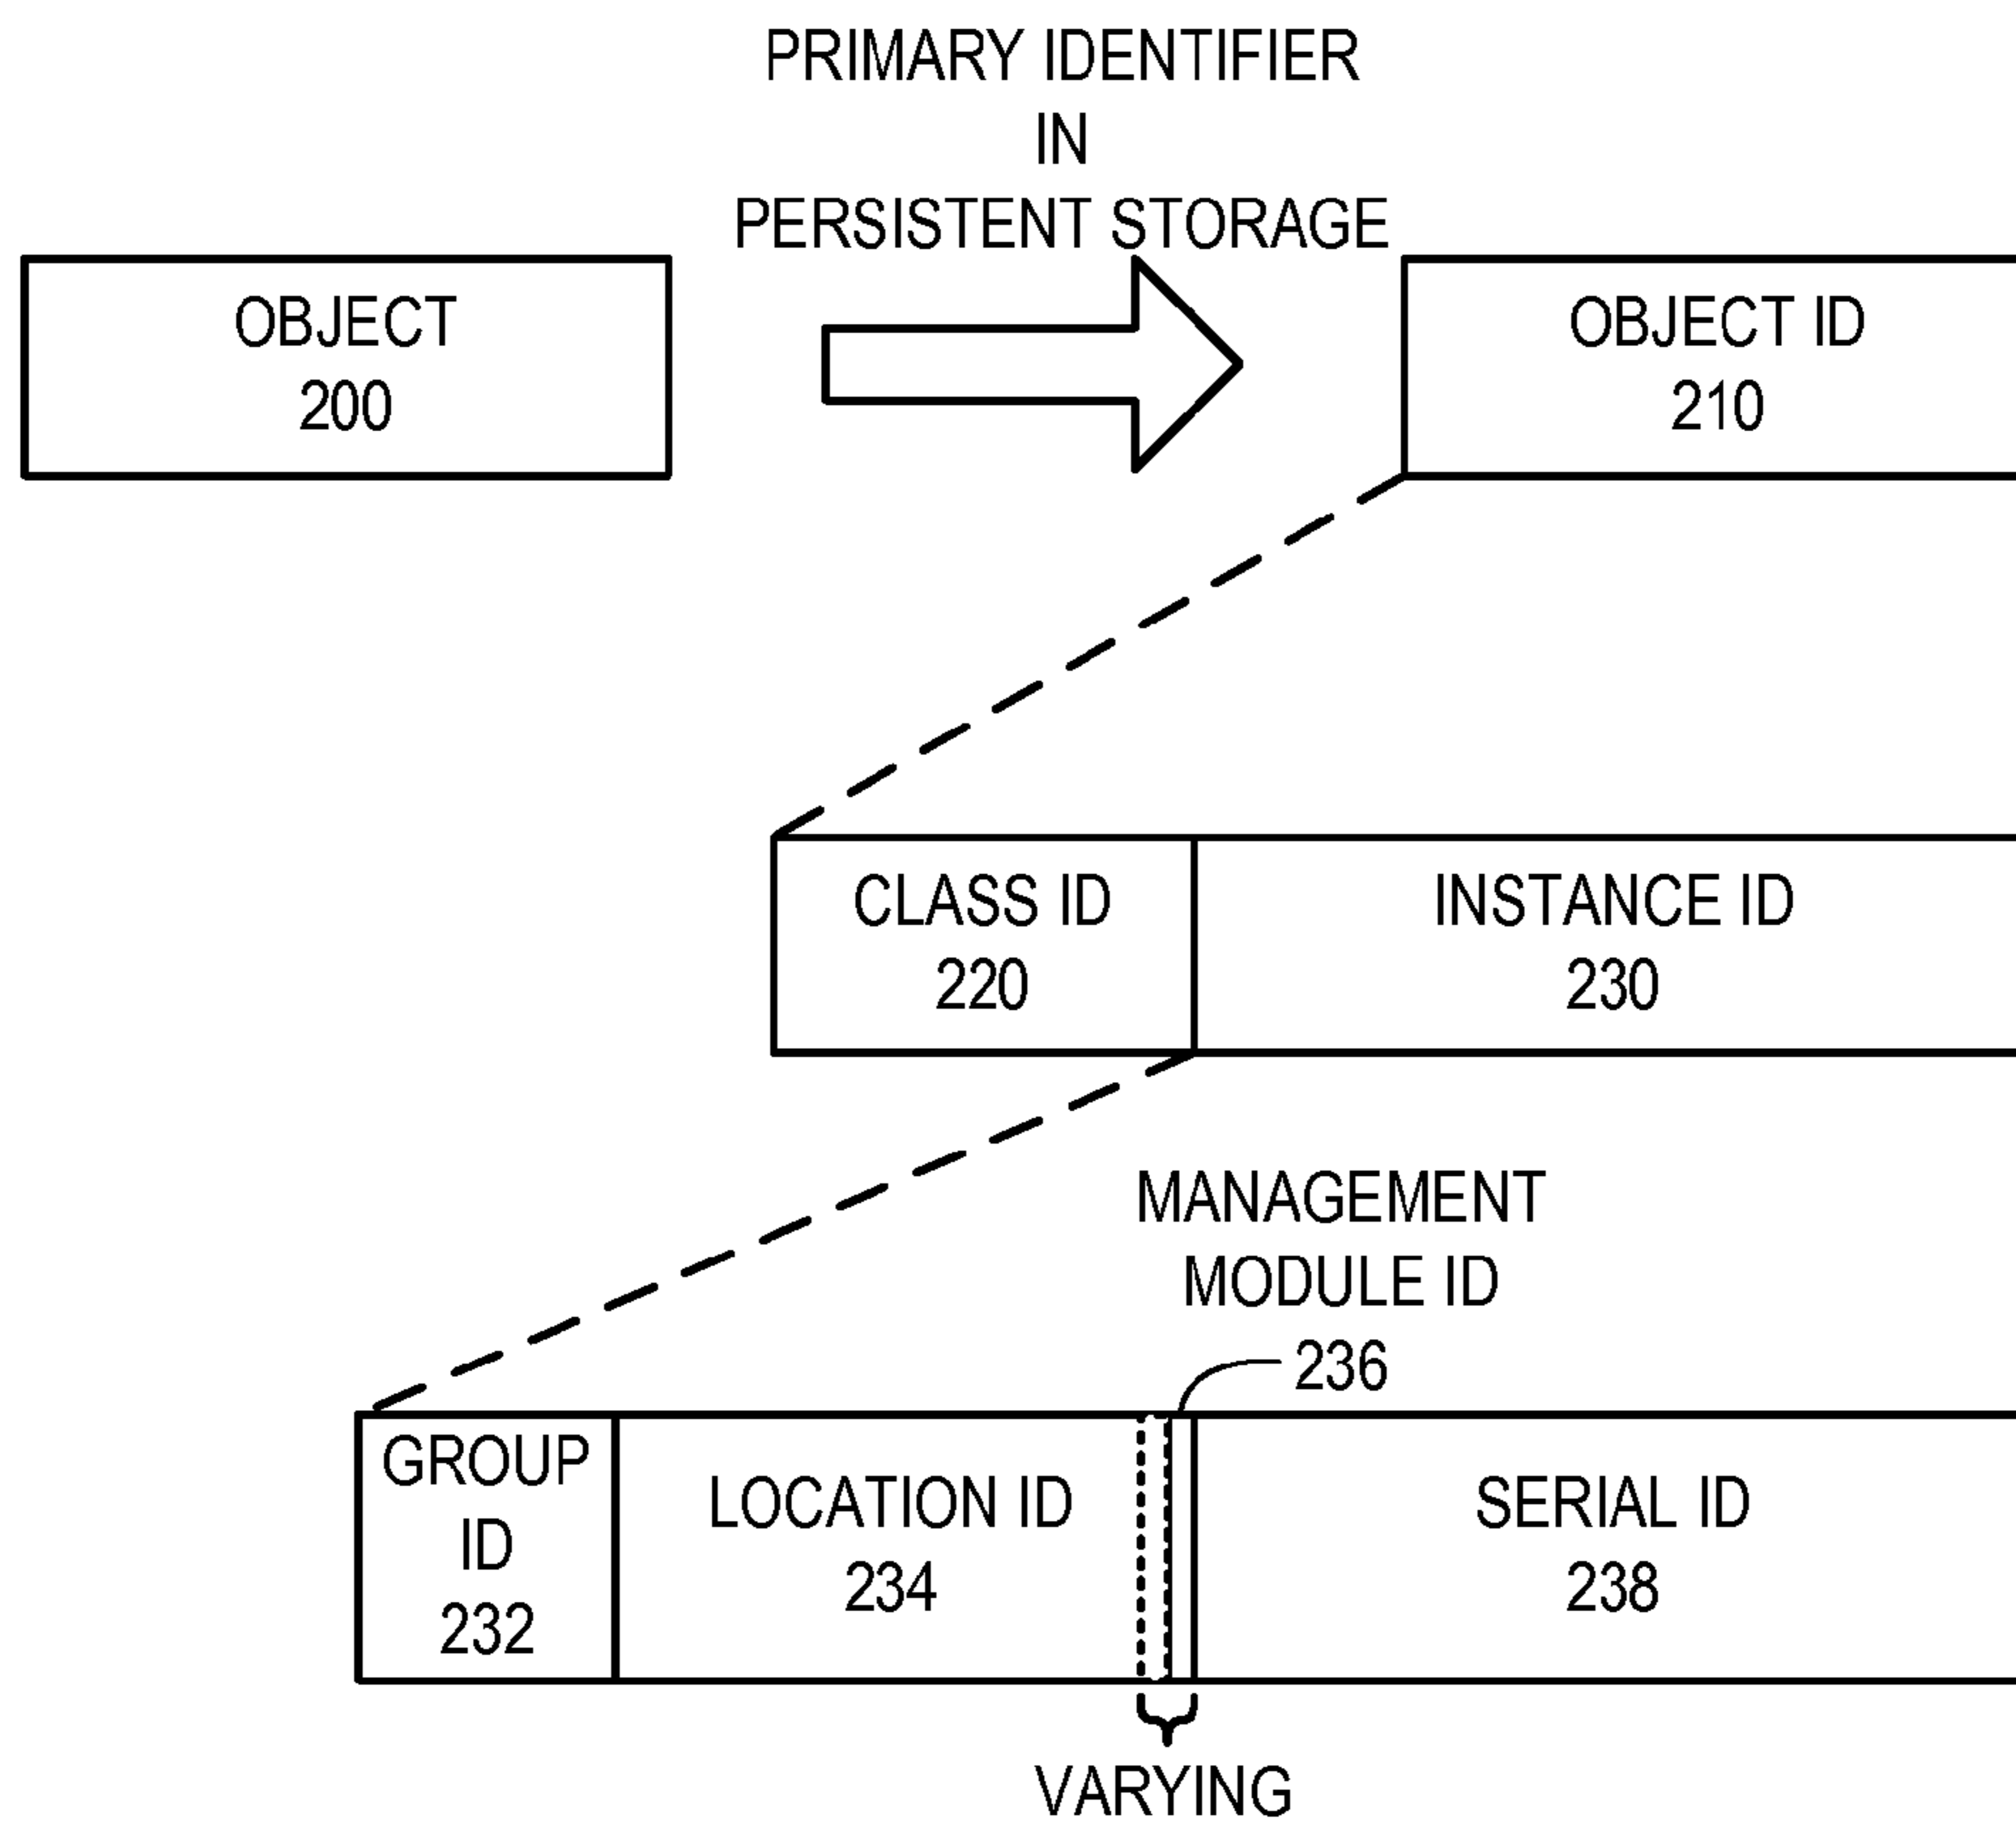 PRIMARY IDENTIFIER
IN
PERSISTENT STORAGE
OBJECT
200
OBJECT ID
210
CLASS ID
220
INSTANCE ID
230
MANAGEMENT
MODULE ID
236
GROUP
ID
232
LOCATION ID
234
SERIAL ID
238
VARYING